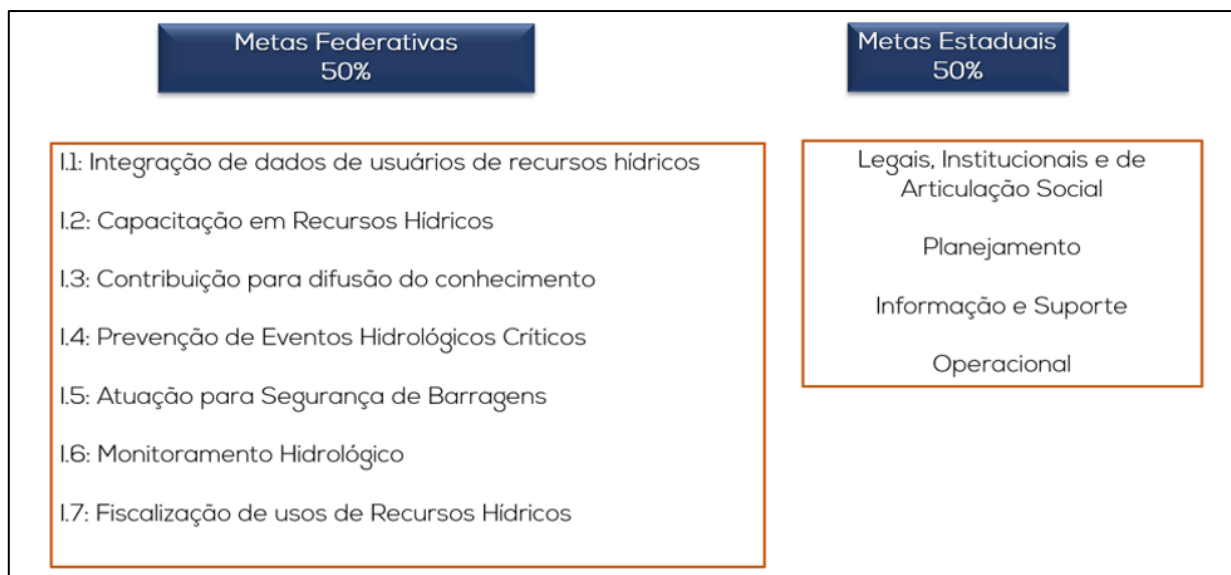 Metas Federativas
50%
Metas Estaduais
50%
I.1: Integração de dados de usuários de recursos hídricos
I.2: Capacitação em Recursos Hídricos
I.3: Contribuição para difusão do conhecimento
I.4: Prevenção de Eventos Hidrológicos Críticos
I.5: Atuação para Segurança de Barragens
I.6: Monitoramento Hidrológico
I.7: Fiscalização de usos de Recursos Hídricos
Legais, Institucionais e de
Articulação Social
Planejamento
Informação e Suporte
Operacional